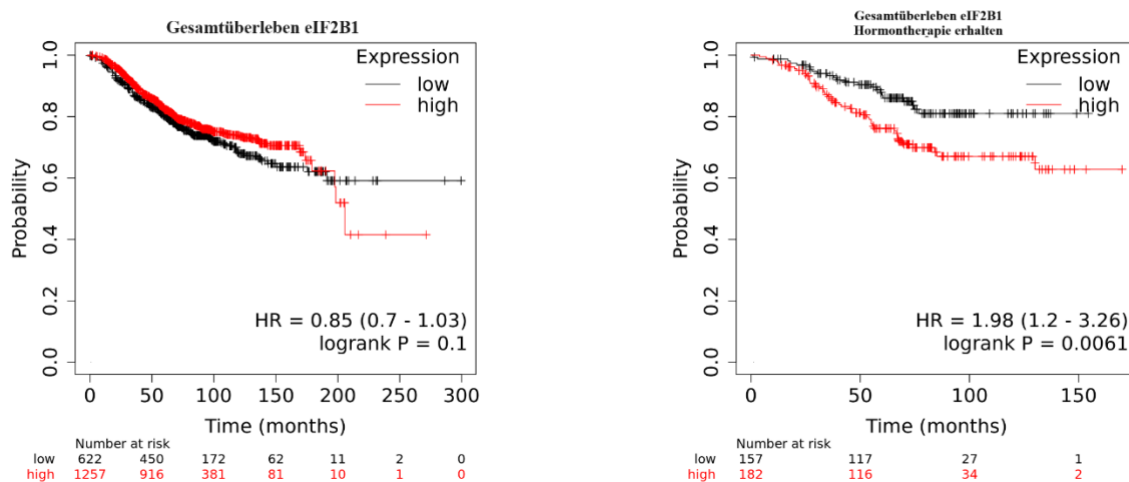 Gesamtüberleben eIF2B1
Probability
0.0 0.2 0.4 0.6 0.8 1.0
Expression
low
high
HR = 0.85 (0.7 - 1.03)
logrank P = 0.1
0 50 100 150 200 250 300
Time (months)
Number at risk
low 622 450 172 62 11 2 0
high 1257 916 381 81 10 1 0
Gesamtüberleben eIF2B1
Hormontherapie erhalten
Probability
0.0 0.2 0.4 0.6 0.8 1.0
Expression
low
high
HR = 1.98 (1.2 - 3.26)
logrank P = 0.0061
0 50 100 150
Time (months)
Number at risk
low 157 117 27 1
high 182 116 34 2